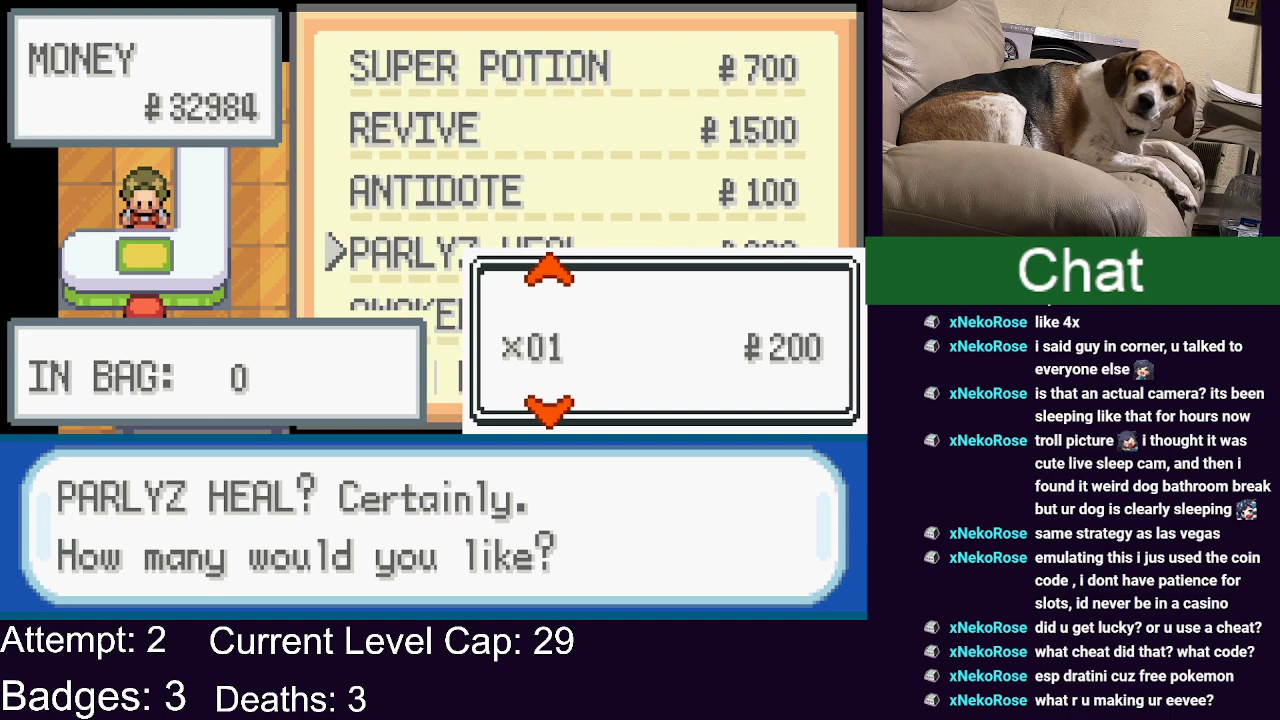 MONEY
₽32984
SUPER POTION ₽700
REVIVE ₽1500
ANTIDOTE ₽100
PARLYZ HEAL ₽200
×01 ₽200
IN BAG: 0
PARLYZ HEAL? Certainly.
How many would you like?
Attempt: 2 Current Level Cap: 29
Badges: 3 Deaths: 3
Chat
xNekoRose like 4x
xNekoRose i said guy in corner, u talked to
everyone else
xNekoRose is that an actual camera? its been
sleeping like that for hours now
xNekoRose troll picture i thought it was
cute live sleep cam, and then i
found it weird dog bathroom break
but ur dog is clearly sleeping
xNekoRose same strategy as las vegas
xNekoRose emulating this i jus used the coin
code , i dont have patience for
slots, id never be in a casino
xNekoRose did u get lucky? or u use a cheat?
xNekoRose what cheat did that? what code?
xNekoRose esp dratini cuz free pokemon
xNekoRose what r u making ur eevee?